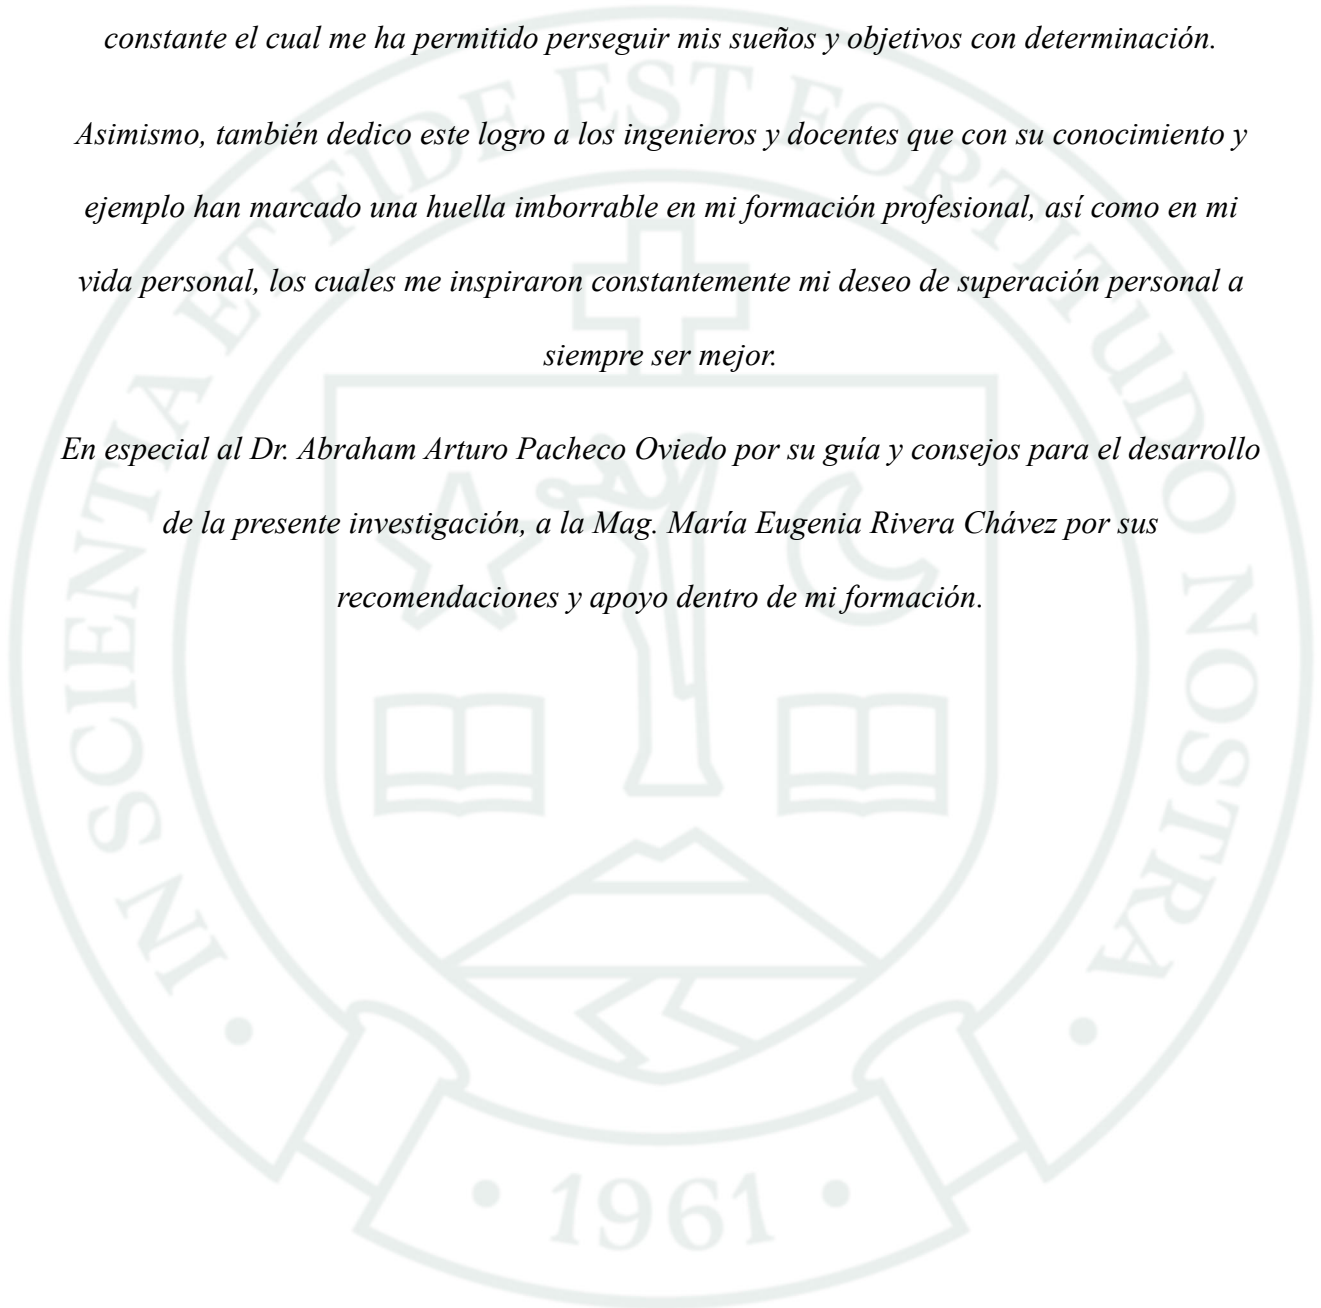 constante el cual me ha permitido perseguir mis sueños y objetivos con determinación.
Asimismo, también dedico este logro a los ingenieros y docentes que con su conocimiento y
ejemplo han marcado una huella imborrable en mi formación profesional, así como en mi
vida personal, los cuales me inspiraron constantemente mi deseo de superación personal a
siempre ser mejor.
En especial al Dr. Abraham Arturo Pacheco Oviedo por su guía y consejos para el desarrollo
de la presente investigación, a la Mag. María Eugenia Rivera Chávez por sus
recomendaciones y apoyo dentro de mi formación.
IN SCIENTIA ET FIDE EST FORTITUDO NOSTRA
• 1961 •